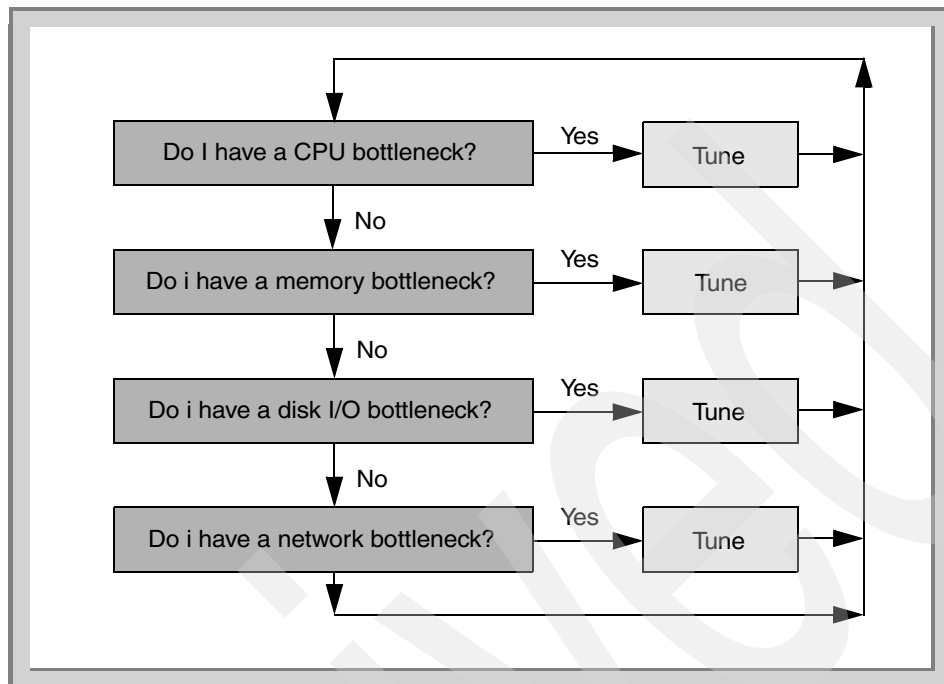 Do I have a CPU bottleneck?
Yes
Tune
No
Do i have a memory bottleneck?
Yes
Tune
No
Do i have a disk I/O bottleneck?
Yes
Tune
No
Do i have a network bottleneck?
Yes
Tune